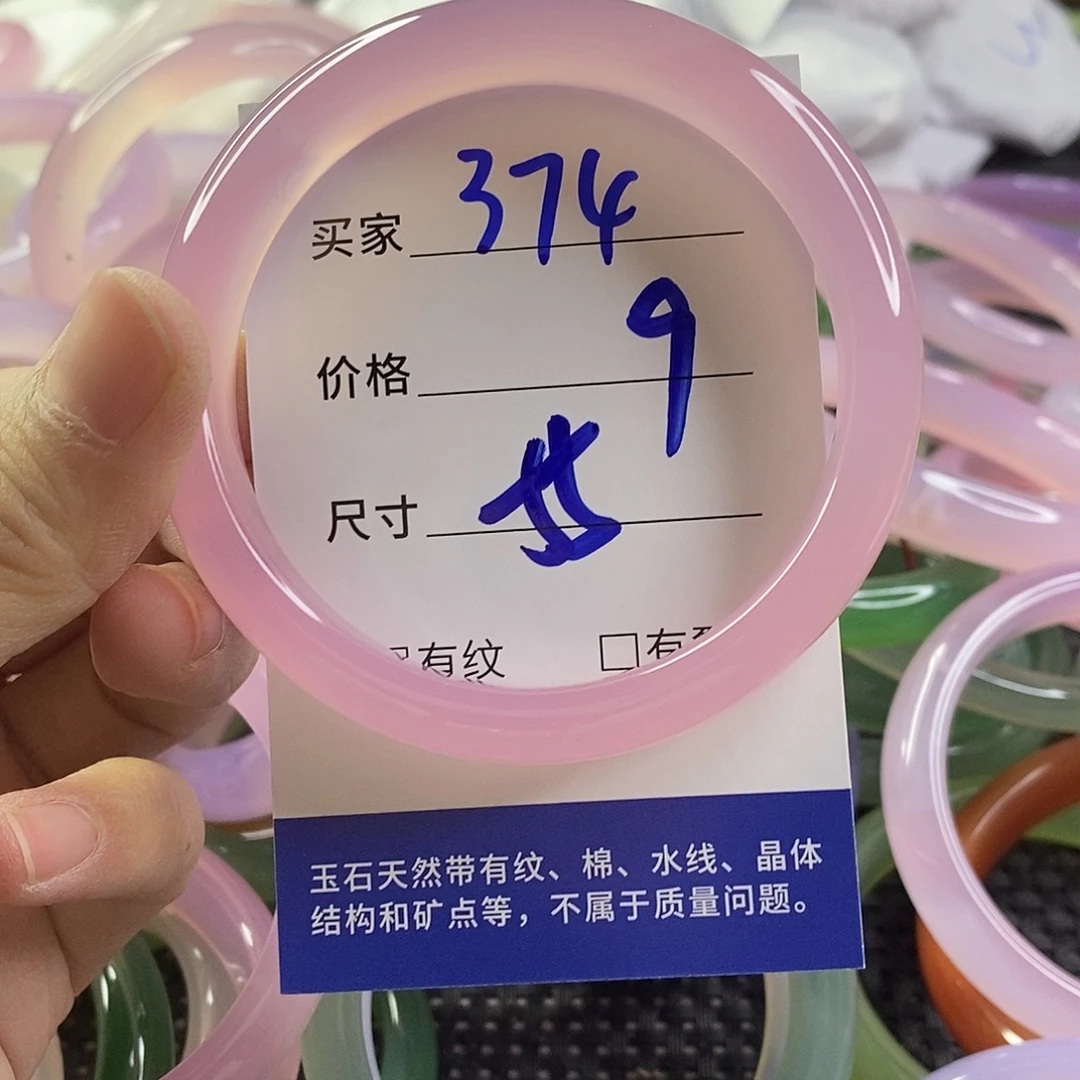 买家 374
价格 9
尺寸
有纹 □有
玉石天然带有纹、棉、水线、晶体
结构和矿点等，不属于质量问题。